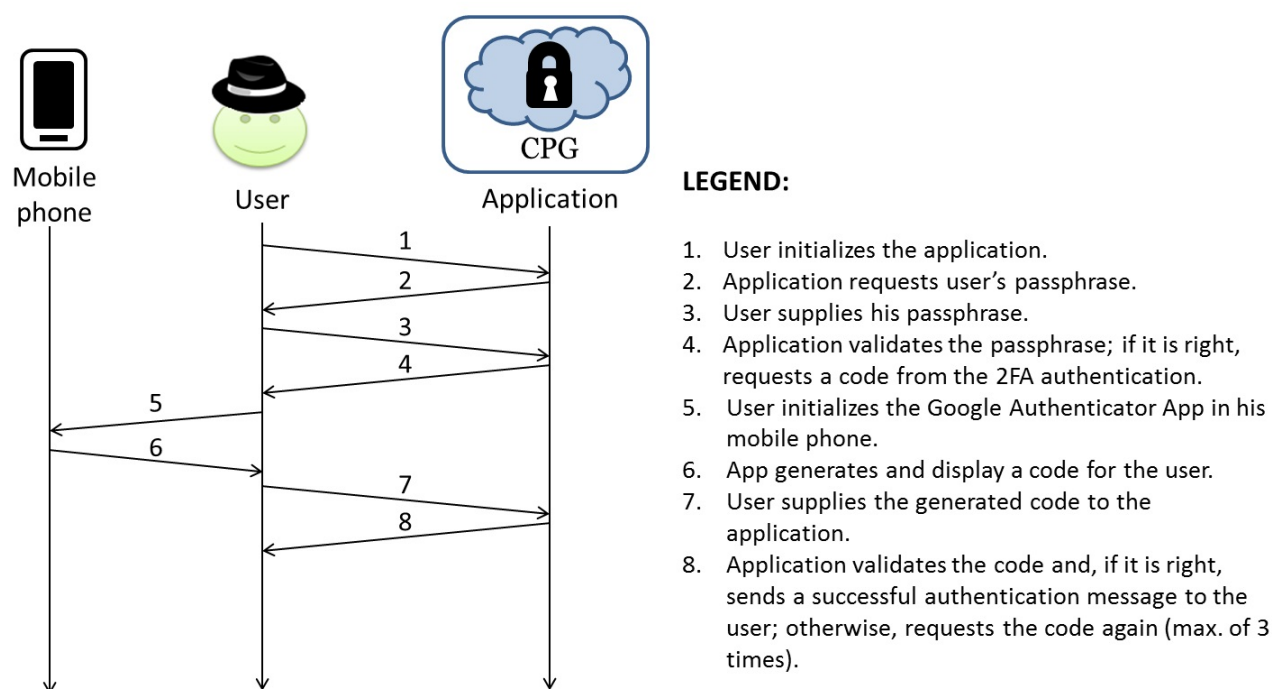 CPG
Mobile
phone
User
Application
1
2
3
4
5
6
7
8
LEGEND:
1. User initializes the application.
2. Application requests user’s passphrase.
3. User supplies his passphrase.
4. Application validates the passphrase; if it is right,
requests a code from the 2FA authentication.
5. User initializes the Google Authenticator App in his
mobile phone.
6. App generates and display a code for the user.
7. User supplies the generated code to the
application.
8. Application validates the code and, if it is right,
sends a successful authentication message to the
user; otherwise, requests the code again (max. of 3
times).